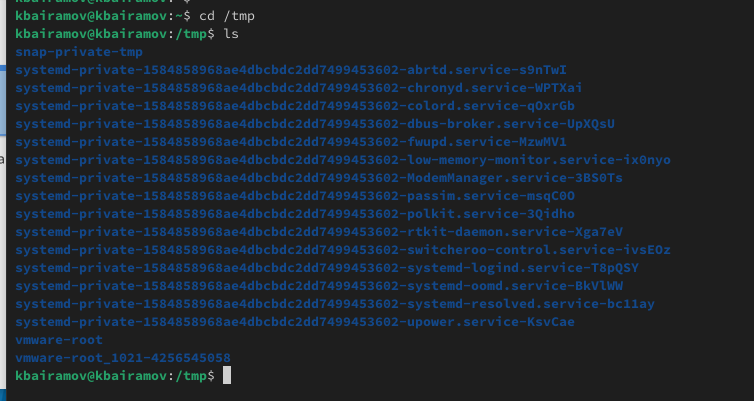 kbairamov@kbairamov:~$ cd /tmp
kbairamov@kbairamov:/tmp$ ls
snap-private-tmp
systemd-private-1584858968ae4dbcbdc2dd7499453602-abrtd.service-s9nTwI
systemd-private-1584858968ae4dbcbdc2dd7499453602-chronyd.service-WPTXai
systemd-private-1584858968ae4dbcbdc2dd7499453602-colord.service-qOxrGb
systemd-private-1584858968ae4dbcbdc2dd7499453602-dbus-broker.service-UpXQsU
systemd-private-1584858968ae4dbcbdc2dd7499453602-fwupd.service-MzwMV1
systemd-private-1584858968ae4dbcbdc2dd7499453602-low-memory-monitor.service-ix0nyo
systemd-private-1584858968ae4dbcbdc2dd7499453602-ModemManager.service-3BS0Ts
systemd-private-1584858968ae4dbcbdc2dd7499453602-passim.service-msqC0O
systemd-private-1584858968ae4dbcbdc2dd7499453602-polkit.service-3Qidho
systemd-private-1584858968ae4dbcbdc2dd7499453602-rtkit-daemon.service-Xga7eV
systemd-private-1584858968ae4dbcbdc2dd7499453602-switcheroo-control.service-ivsEOz
systemd-private-1584858968ae4dbcbdc2dd7499453602-systemd-logind.service-T8pQSY
systemd-private-1584858968ae4dbcbdc2dd7499453602-systemd-oomd.service-BkVlWW
systemd-private-1584858968ae4dbcbdc2dd7499453602-systemd-resolved.service-bc11ay
systemd-private-1584858968ae4dbcbdc2dd7499453602-upower.service-KsvCae
vmware-root
vmware-root_1021-4256545058
kbairamov@kbairamov:/tmp$